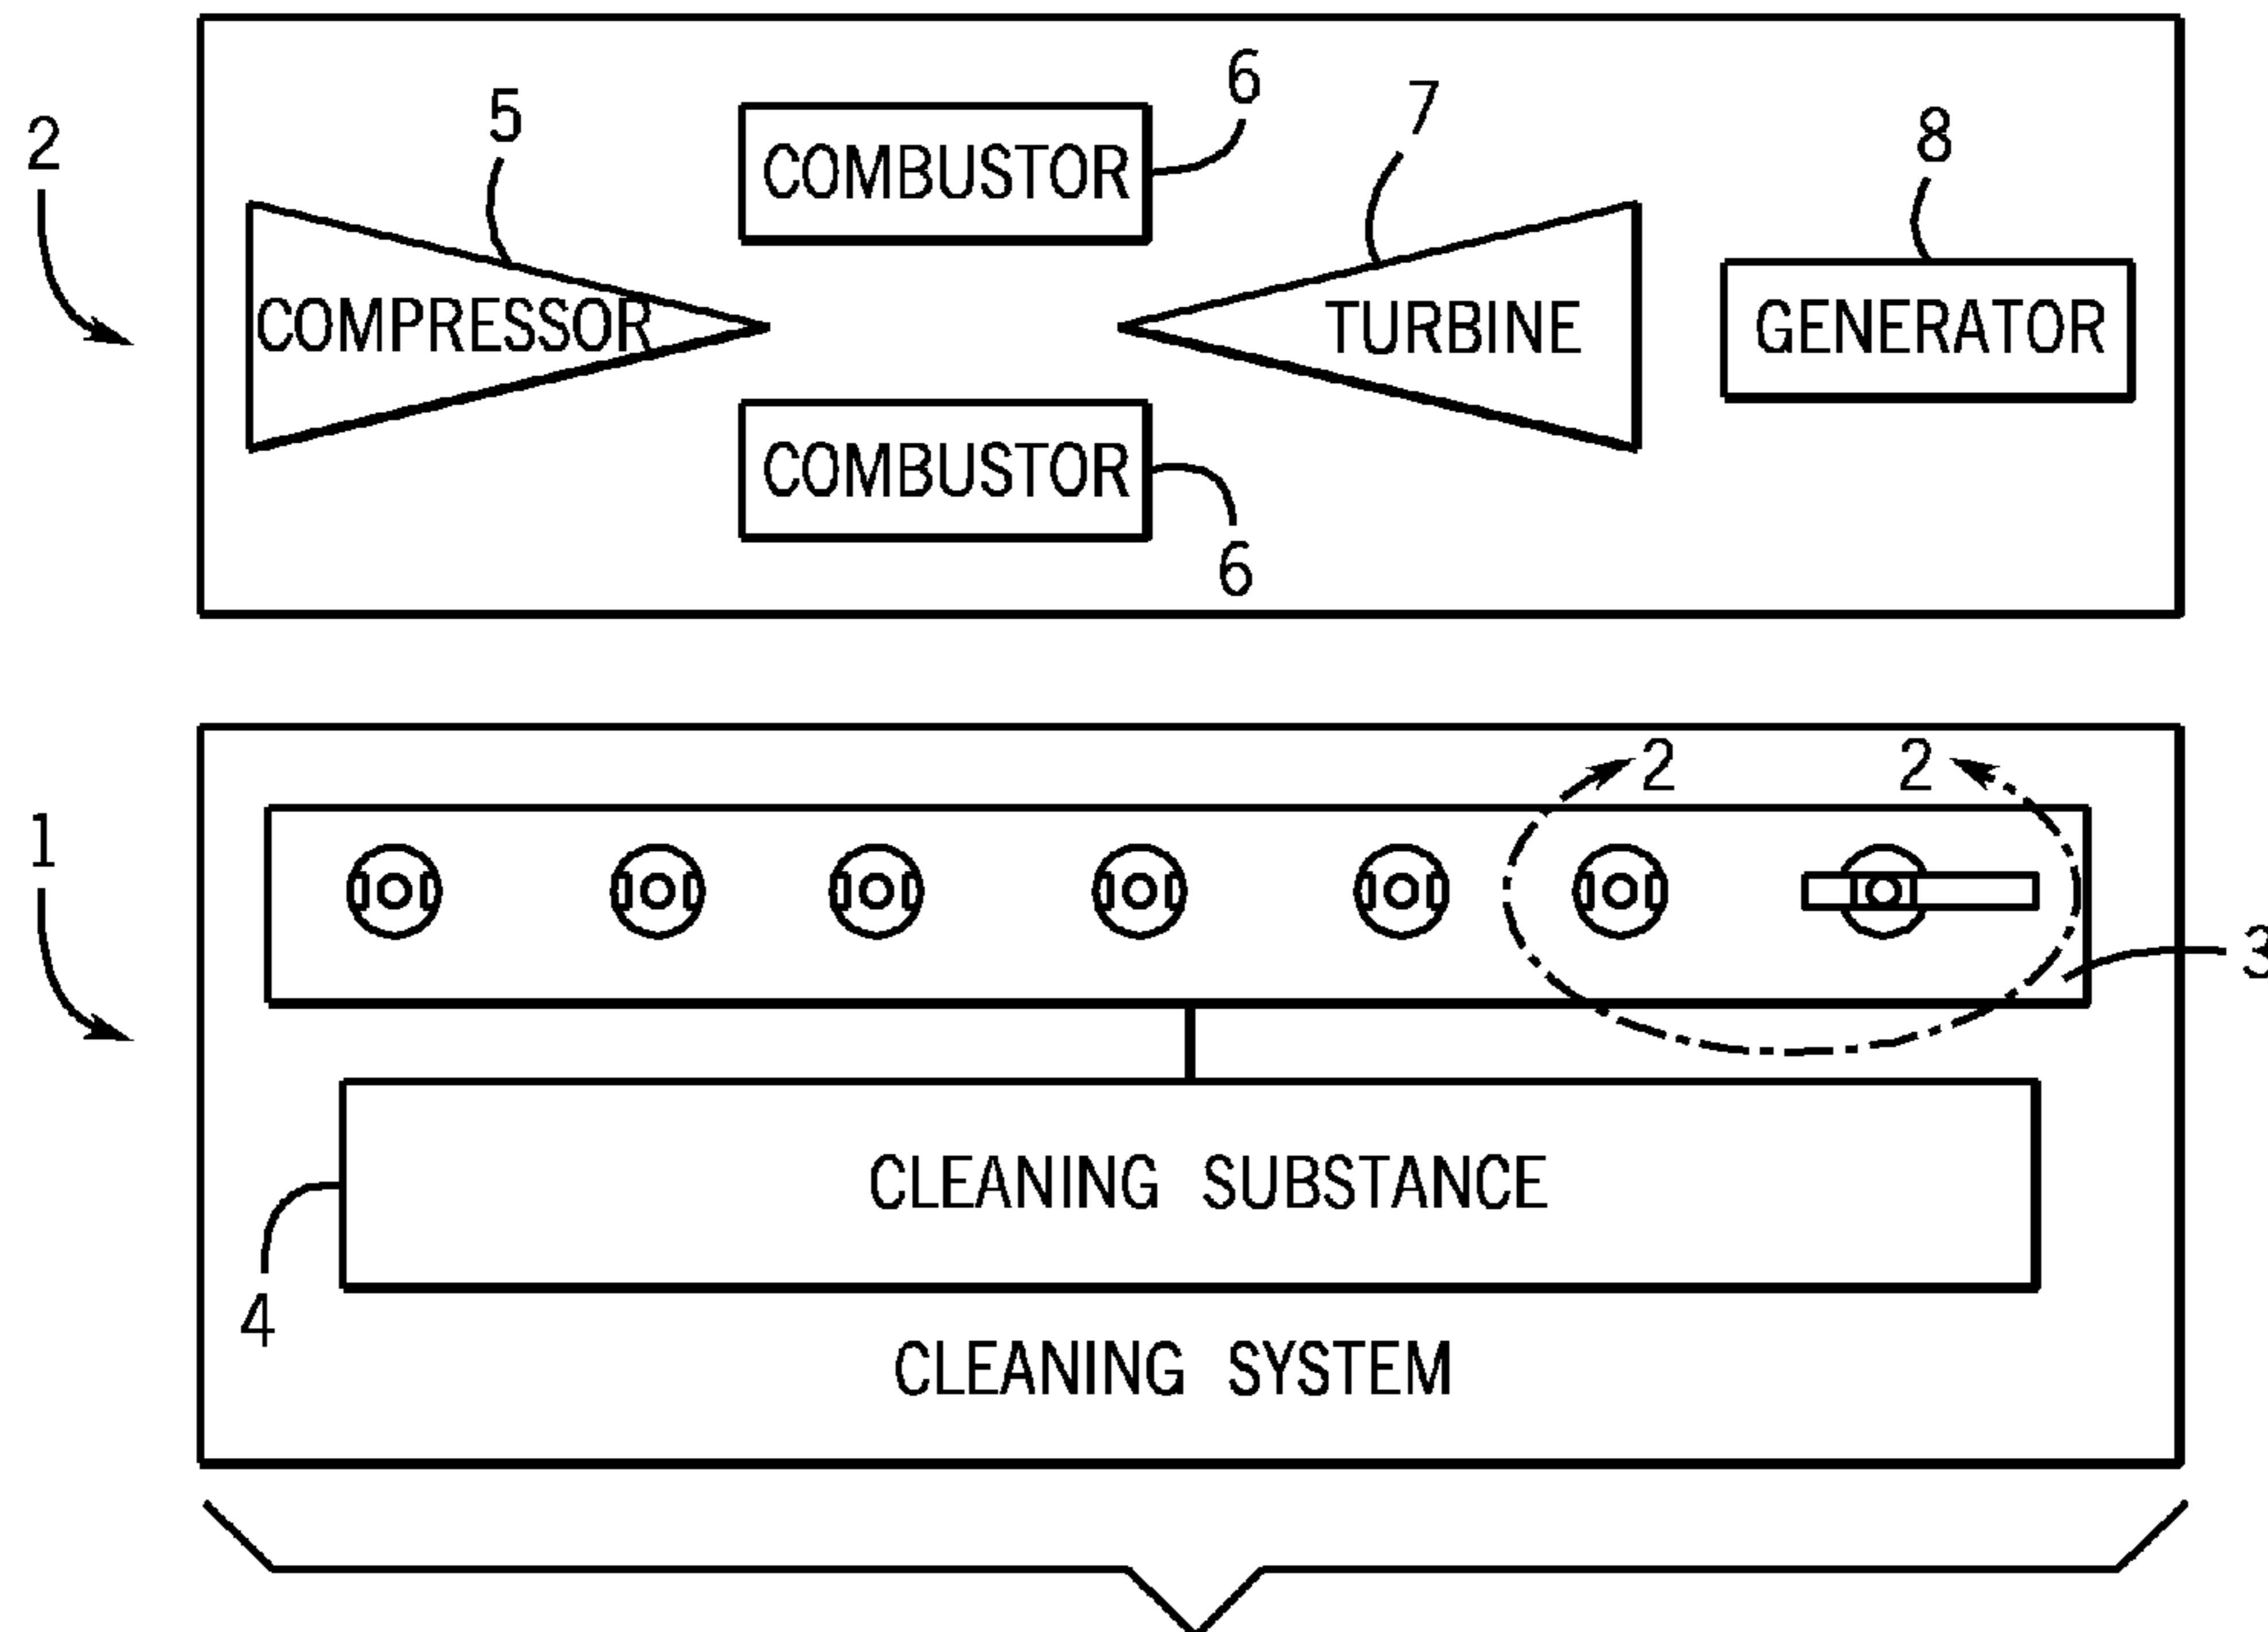 6
5
7
8
2
COMBUSTOR
COMPRESSOR
TURBINE
GENERATOR
COMBUSTOR
6
2
2
1
3
CLEANING SUBSTANCE
4
CLEANING SYSTEM